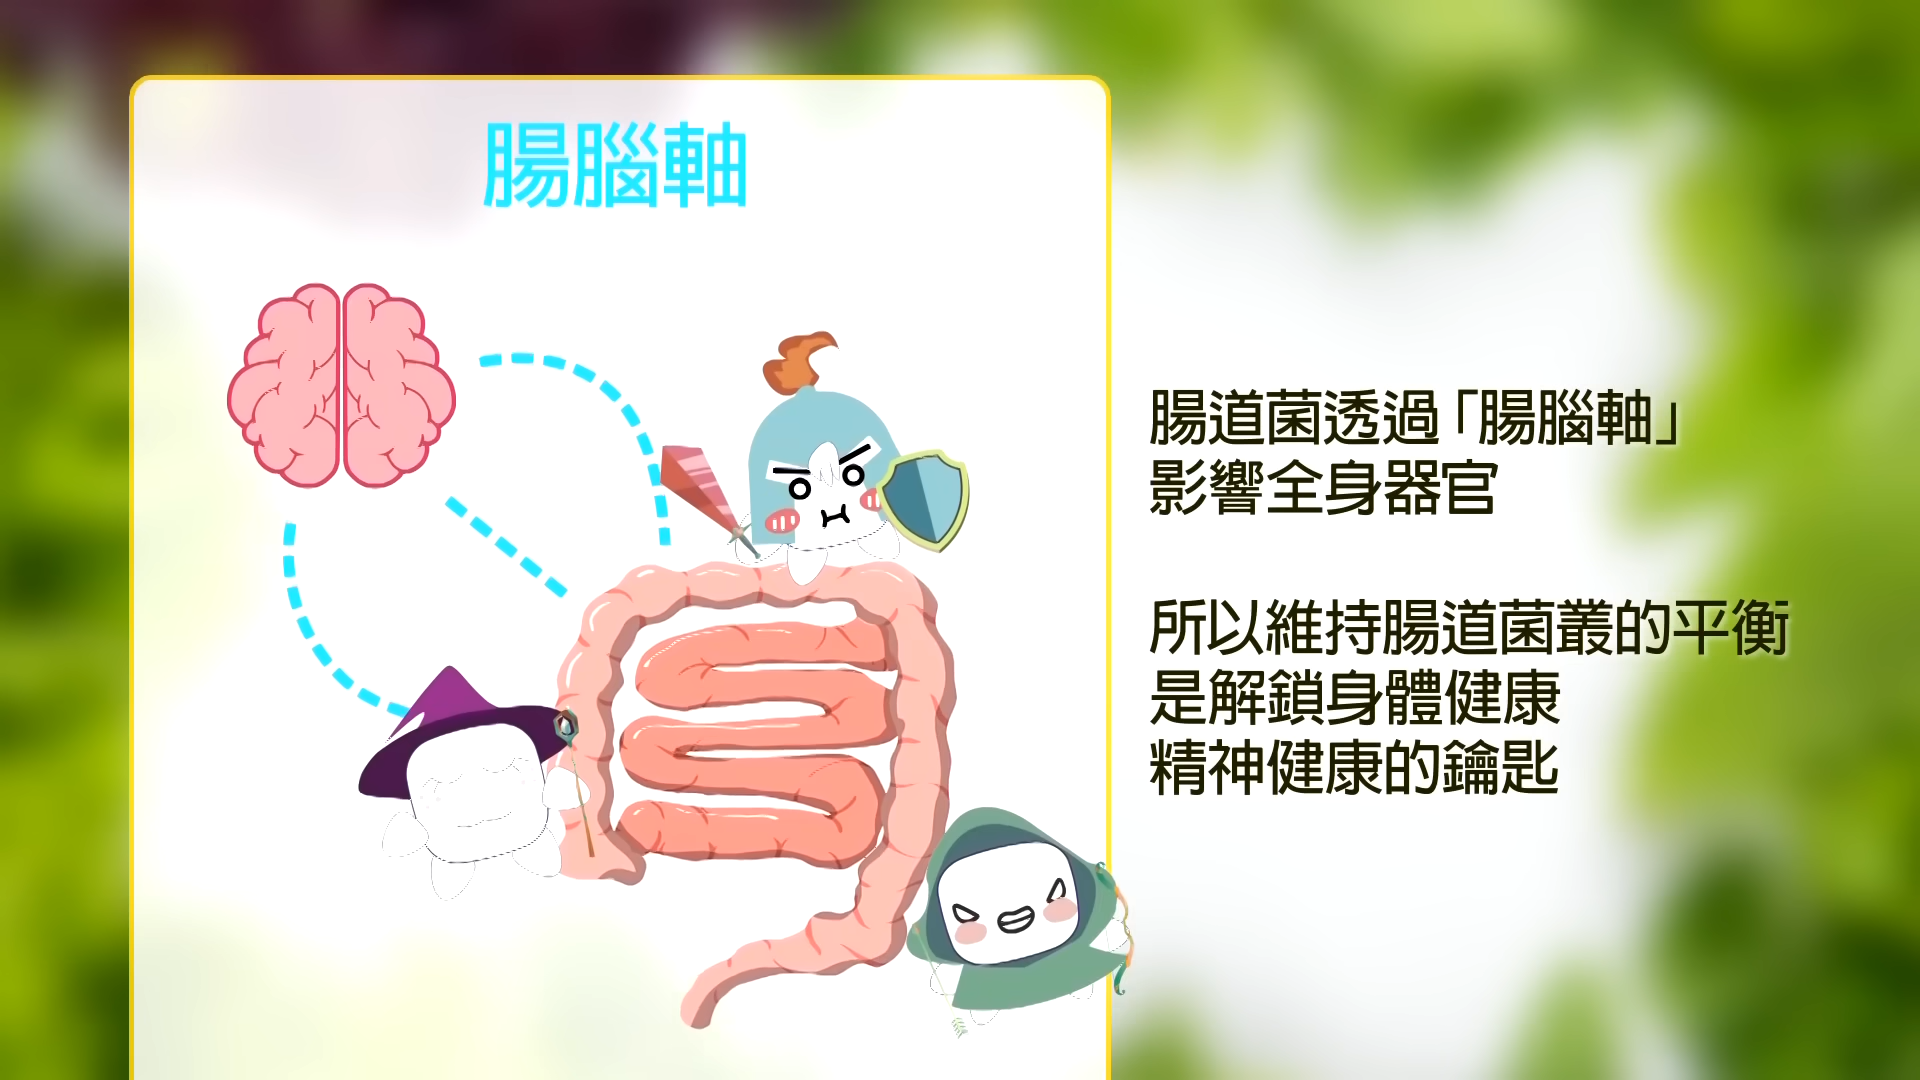 腸腦軸
腸道菌透過「腸腦軸」
影響全身器官
所以維持腸道菌叢的平衡
是解鎖身體健康
精神健康的鑰匙